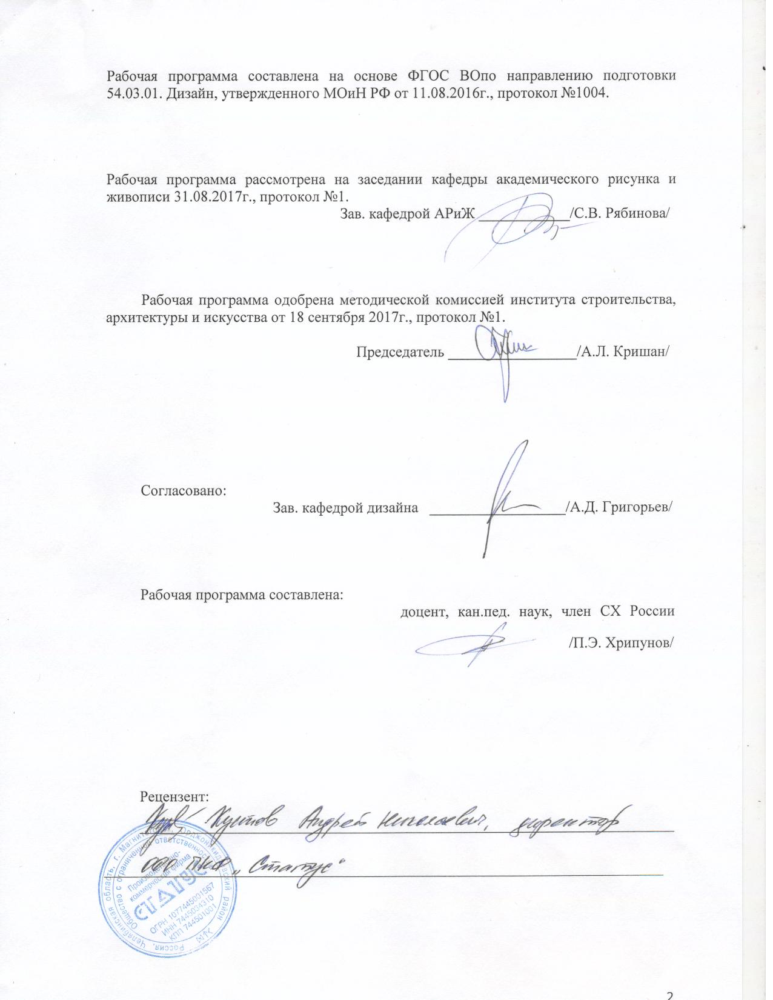 Рабочая программа составлена на основе ФГОС ВОпо направлению подготовки
54.03.01. Дизайн, утвержденного МОиН РФ от 11.08.2016г., протокол №1004.
Рабочая программа рассмотрена на заседании кафедры академического рисунка и
живописи 31.08.2017г., протокол №1.
Зав. кафедрой АРиЖ ____________/С.В. Рябинова/
Рабочая программа одобрена методической комиссией института строительства,
архитектуры и искусства от 18 сентября 2017г., протокол №1.
Председатель _________________/А.Л. Кришан/
Согласовано:
Зав. кафедрой дизайна __________________/А.Д. Григорьев/
Рабочая программа составлена:
доцент, кан.пед. наук, член СХ России
/П.Э. Хрипунов/
Рецензент:
Андрей Николаевич, директор
ООО ПКФ „Статус"
Россия, Челябинская область, г. Магнитогорск, Орджоникидзевский район
Общество с ограниченной ответственностью
Производственно-
коммерческая фирма
СТАТУС
ОГРН 1077445001567
ИНН 7445034310
КПП 744501001
2